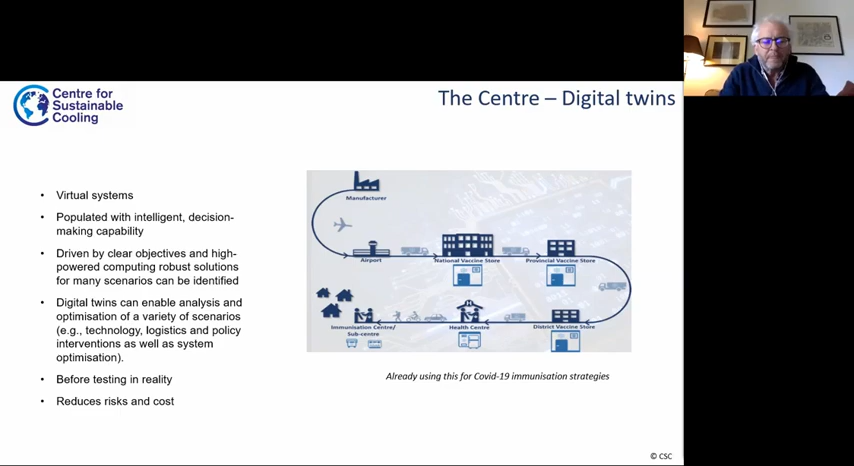 Centre for
Sustainable
Cooling
The Centre – Digital twins
• Virtual systems
• Populated with intelligent, decision-
making capability
• Driven by clear objectives and high-
powered computing robust solutions
for many scenarios can be identified
• Digital twins can enable analysis and
optimisation of a variety of scenarios
(e.g., technology, logistics and policy
interventions as well as system
optimisation).
• Before testing in reality
• Reduces risks and cost
Manufacturer
Airport
National Vaccine Store
Provincial Vaccine Store
Immunisation Centre/
Sub-centre
Health Centre
District Vaccine Store
Already using this for Covid-19 immunisation strategies
© CSC